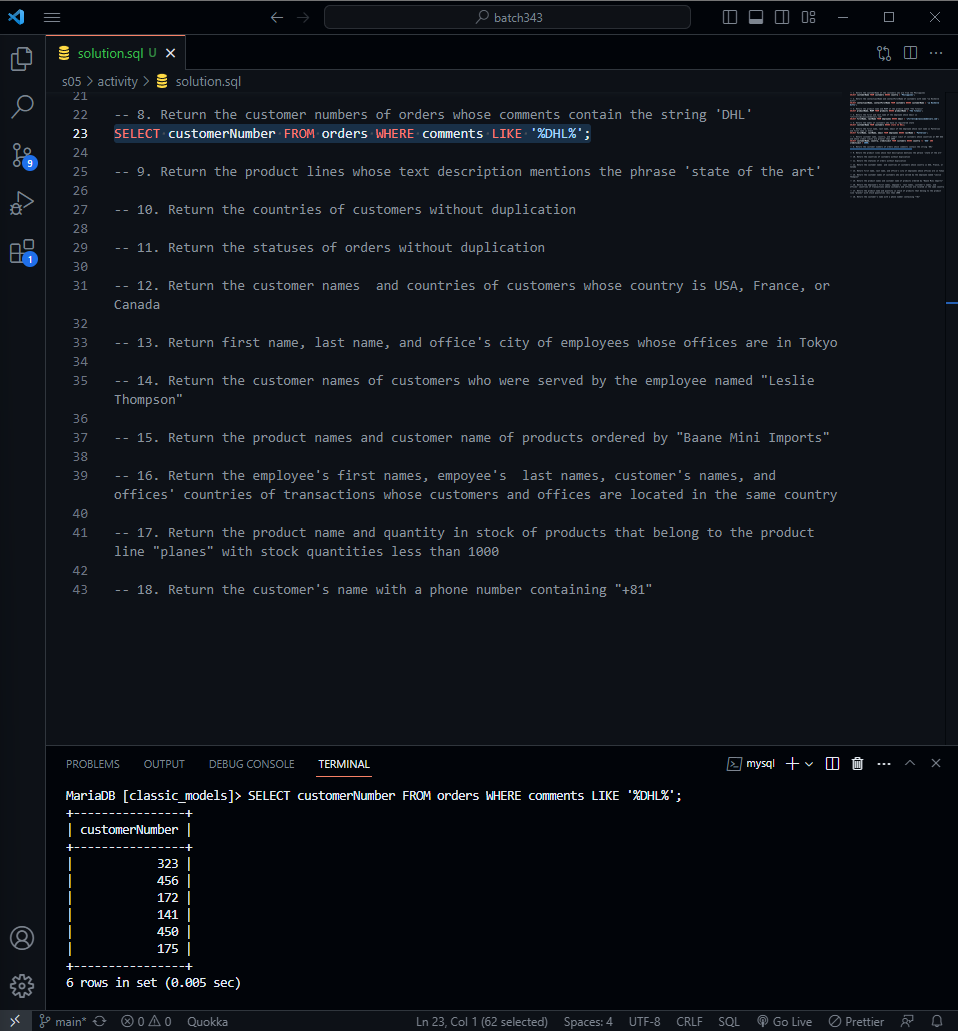 batch343
solution.sql U
s05 > activity > solution.sql
21
22 -- 8. Return the customer numbers of orders whose comments contain the string 'DHL'
23 SELECT customerNumber FROM orders WHERE comments LIKE '%DHL%';
24
25 -- 9. Return the product lines whose text description mentions the phrase 'state of the art'
26
27 -- 10. Return the countries of customers without duplication
28
29 -- 11. Return the statuses of orders without duplication
30
31 -- 12. Return the customer names  and countries of customers whose country is USA, France, or
Canada
32
33 -- 13. Return first name, last name, and office's city of employees whose offices are in Tokyo
34
35 -- 14. Return the customer names of customers who were served by the employee named "Leslie
Thompson"
36
37 -- 15. Return the product names and customer name of products ordered by "Baane Mini Imports"
38
39 -- 16. Return the employee's first names, empoyee's  last names, customer's names, and
offices' countries of transactions whose customers and offices are located in the same country
40
41 -- 17. Return the product name and quantity in stock of products that belong to the product
line "planes" with stock quantities less than 1000
42
43 -- 18. Return the customer's name with a phone number containing "+81"
9
1
PROBLEMS OUTPUT DEBUG CONSOLE TERMINAL mysql
MariaDB [classic_models]> SELECT customerNumber FROM orders WHERE comments LIKE '%DHL%';
+----------------+
| customerNumber |
+----------------+
|            323 |
|            456 |
|            172 |
|            141 |
|            450 |
|            175 |
+----------------+
6 rows in set (0.005 sec)
main* 0 0 Quokka Ln 23, Col 1 (62 selected) Spaces: 4 UTF-8 CRLF SQL Go Live Prettier